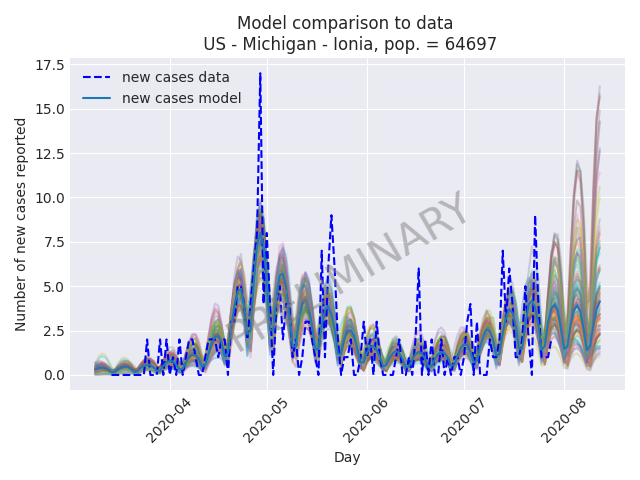 Model comparison to data
US - Michigan - Ionia, pop. = 64697
17.5
15.0
12.5
10.0
7.5
5.0
2.5
0.0
Number of new cases reported
new cases data
new cases model
PRELIMINARY
2020-04
2020-05
2020-06
2020-07
2020-08
Day